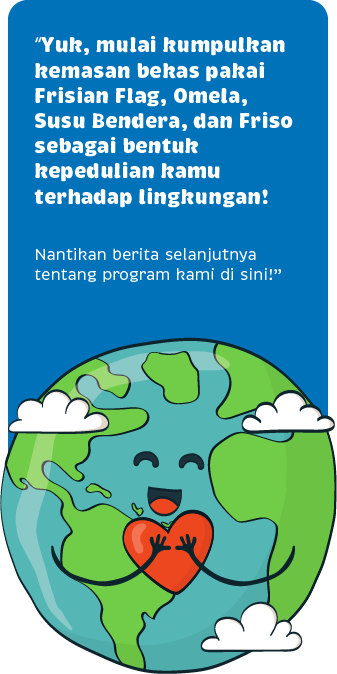 “Yuk, mulai kumpulkan
kemasan bekas pakai
Frisian Flag, Omela,
Susu Bendera, dan Friso
sebagai bentuk
kepedulian kamu
terhadap lingkungan!
Nantikan berita selanjutnya
tentang program kami di sini!”